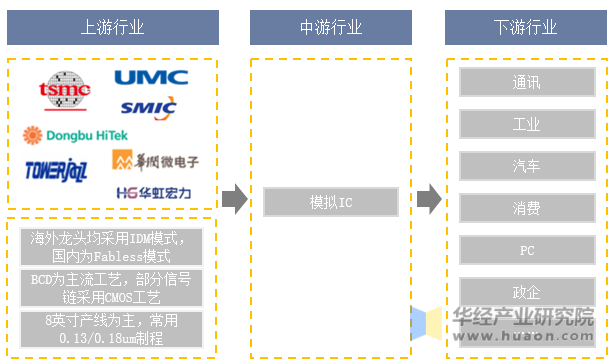 上游行业
中游行业
下游行业
tsmc
UMC
SMIC
Dongbu HiTek
TOWERJAZZ
華潤微电子
HG 华虹宏力
海外龙头均采用IDM模式,
国内为Fabless模式
BCD为主流工艺，部分信号
链采用CMOS工艺
8英寸产线为主，常用
0.13/0.18um制程
模拟IC
通讯
工业
汽车
消费
PC
政企
华经产业研究院
www.huaon.com